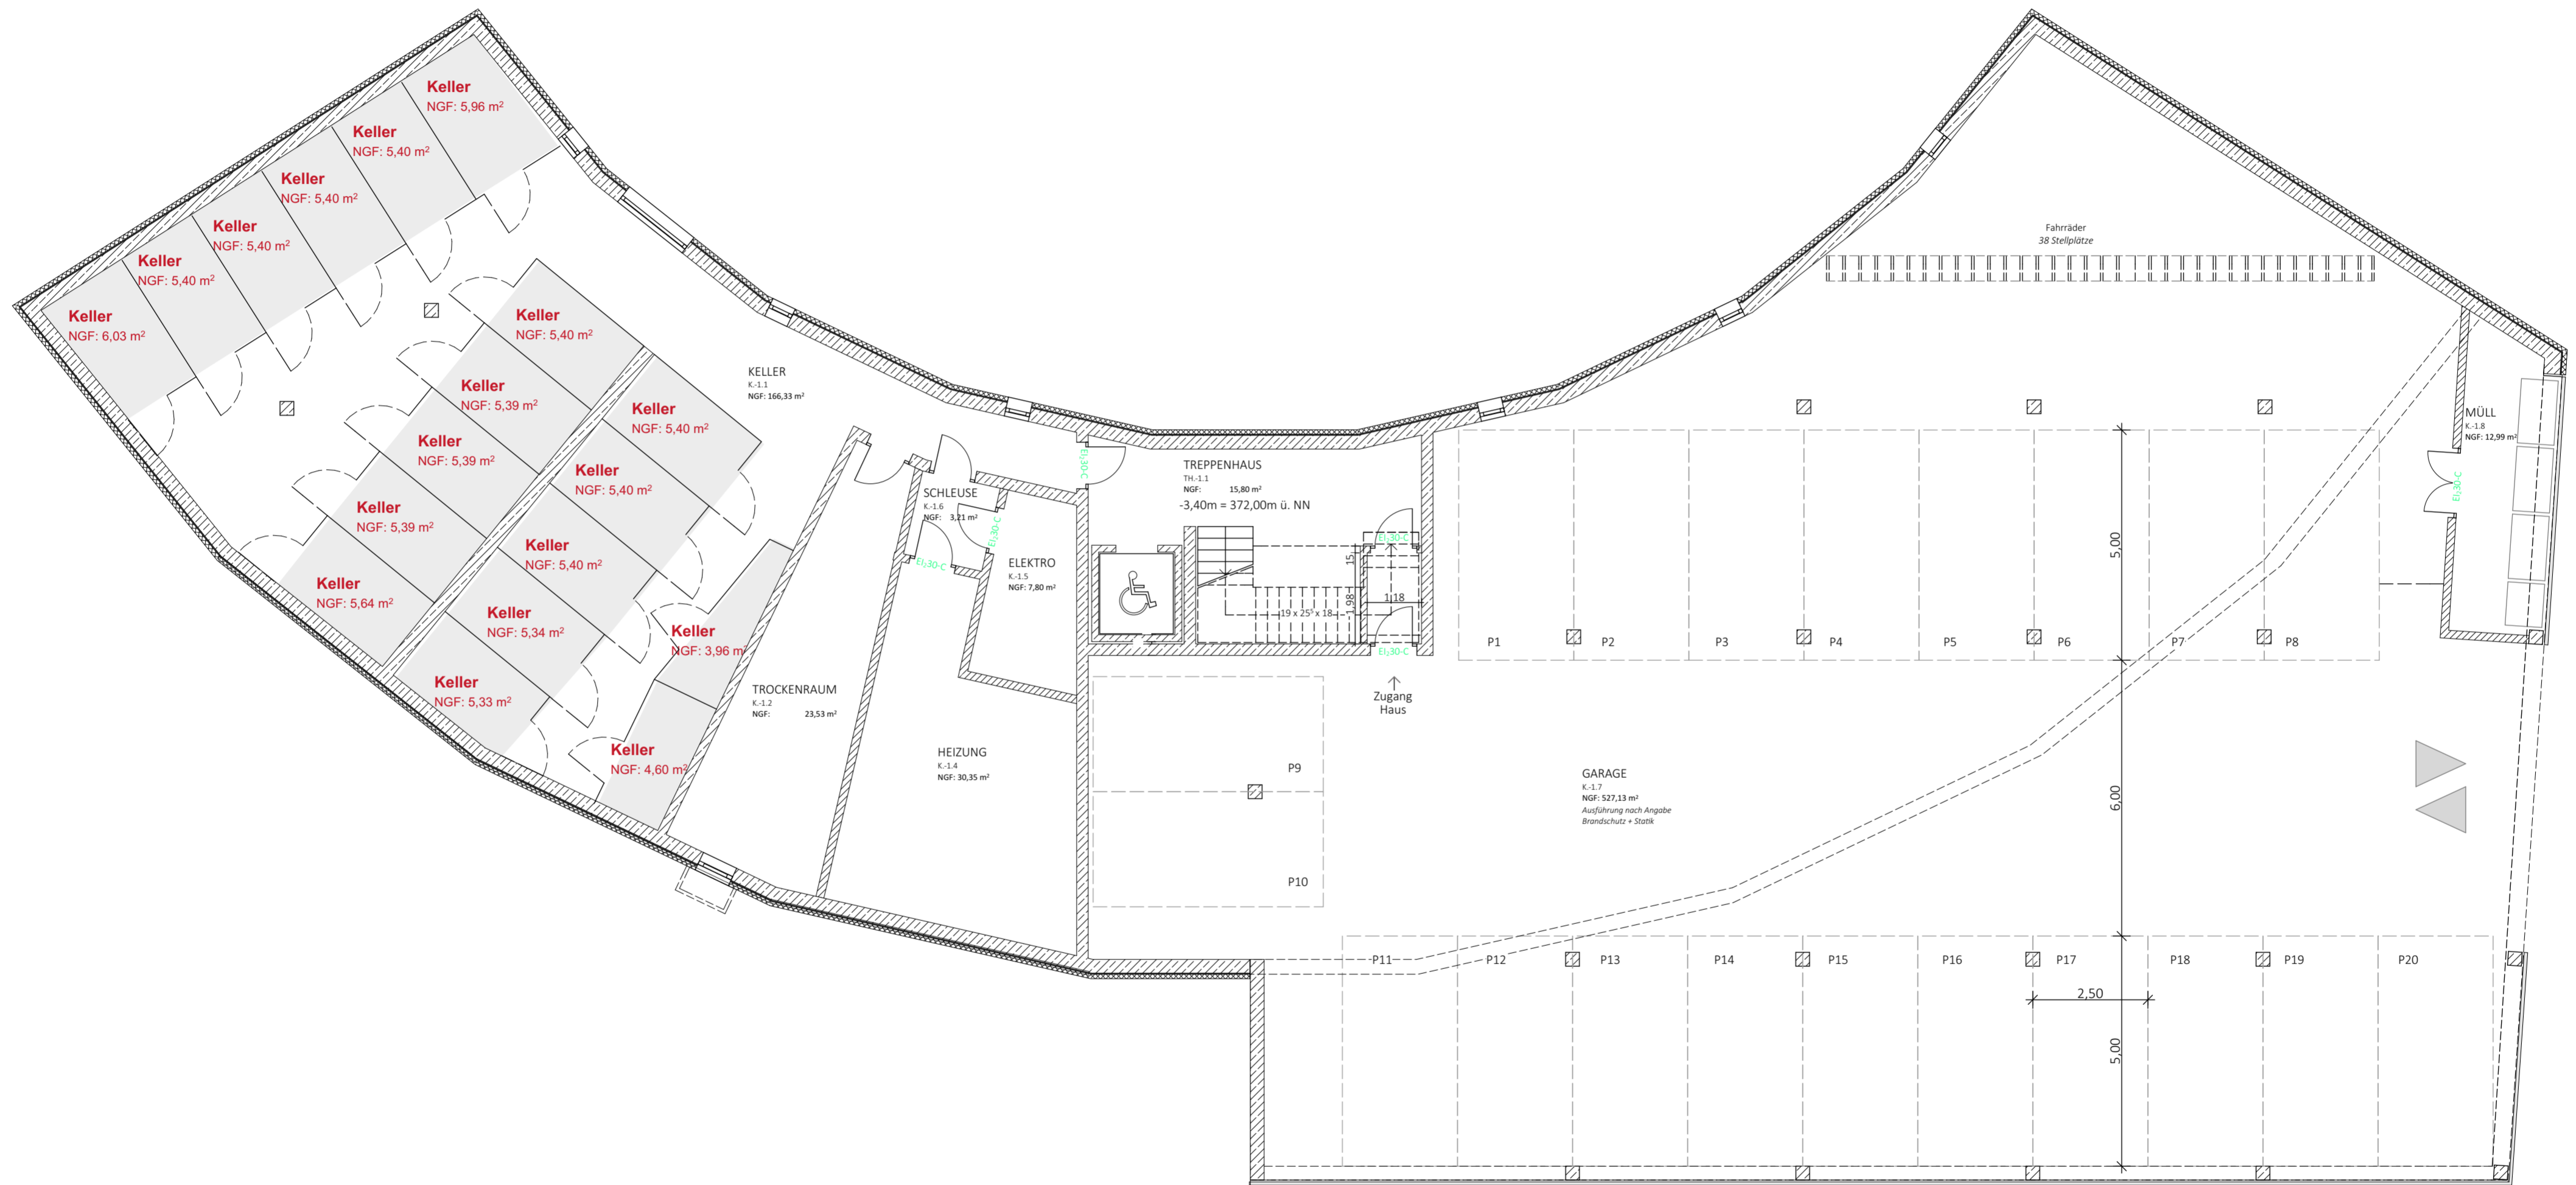 Keller
NGF: 5,96 m²
Keller
NGF: 5,40 m²
Keller
NGF: 5,40 m²
Keller
NGF: 5,40 m²
Keller
NGF: 5,40 m²
Keller
NGF: 6,03 m²
Keller
NGF: 5,40 m²
Keller
NGF: 5,39 m²
Keller
NGF: 5,39 m²
Keller
NGF: 5,39 m²
Keller
NGF: 5,64 m²
Keller
NGF: 5,40 m²
Keller
NGF: 5,40 m²
Keller
NGF: 5,40 m²
Keller
NGF: 5,34 m²
Keller
NGF: 5,33 m²
Keller
NGF: 3,96 m²
Keller
NGF: 4,60 m²
KELLER
K.-1.1
NGF: 166,33 m²
SCHLEUSE
K.-1.6
NGF: 3,21 m²
EI₂30-C
EI₂30-C
EI₂30-C
ELEKTRO
K.-1.5
NGF: 7,80 m²
TROCKENRAUM
K.-1.2
NGF: 23,53 m²
HEIZUNG
K.-1.4
NGF: 30,35 m²
TREPPENHAUS
TH.-1.1
NGF: 15,80 m²
-3,40m = 372,00m ü. NN
EI₂30-C
15
1,98
1,18
19 x 25⁵ x 18
EI₂30-C
Zugang
Haus
Fahrräder
38 Stellplätze
MÜLL
K.-1.8
NGF: 12,99 m²
EI₂30-C
5,00
P1
P2
P3
P4
P5
P6
P7
P8
P9
P10
GARAGE
K.-1.7
NGF: 527,13 m²
Ausführung nach Angabe
Brandschutz + Statik
6,00
P11
P12
P13
P14
P15
P16
P17
P18
P19
P20
2,50
5,00